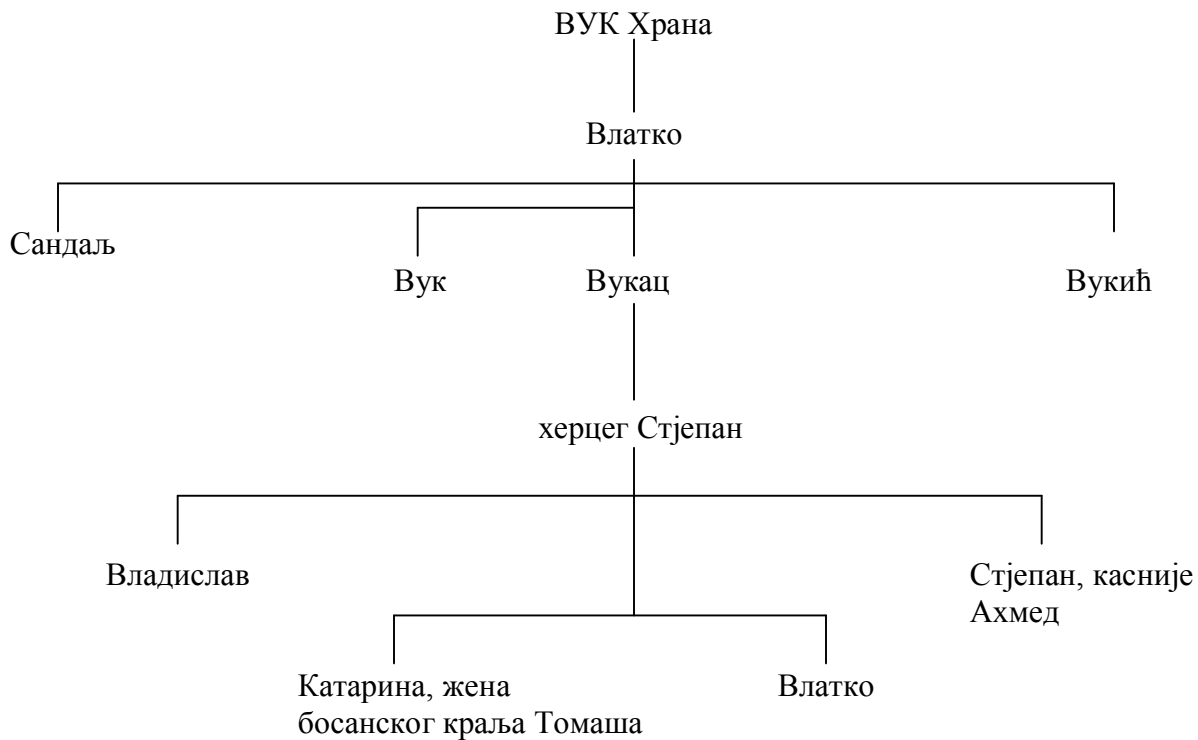 ВУК Храна
Влатко
Сандаљ
Вук
Вукац
Вукић
херцег Стјепан
Владислав
Стјепан, касније
Ахмед
Катарина, жена
босанског краља Томаша
Влатко